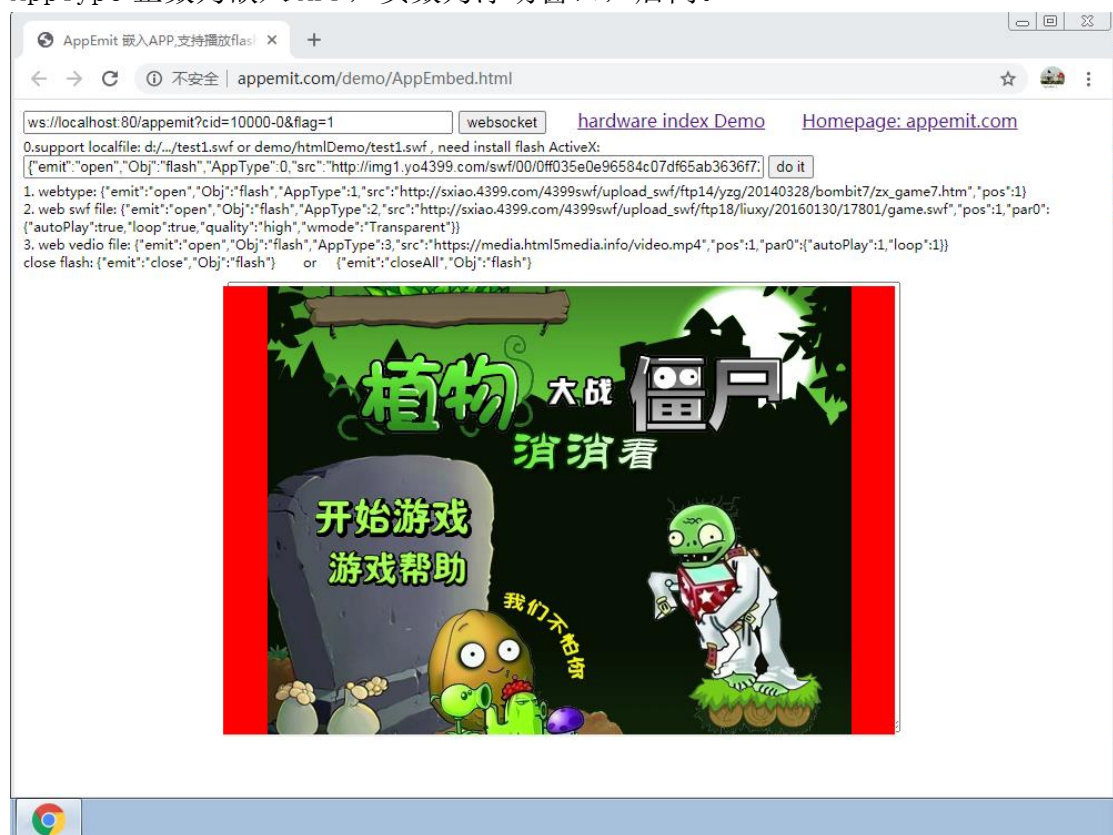 AppEmit 嵌入APP,支持播放flas
不安全 | appemit.com/demo/AppEmbed.html
ws://localhost:80/appemit?cid=10000-0&flag=1 websocket hardware index Demo Homepage: appemit.com
0.support localfile: d:/.../test1.swf or demo/htmlDemo/test1.swf , need install flash ActiveX:
{"emit":"open","Obj":"flash","AppType":0,"src":"http://img1.yo4399.com/swf/00/0ff035e0e96584c07df65ab3636f7 do it
1. webtype: {"emit":"open","Obj":"flash","AppType":1,"src":"http://sxiao.4399.com/4399swf/upload_swf/ftp14/yzg/20140328/bombit7/zx_game7.htm","pos":1}
2. web swf file: {"emit":"open","Obj":"flash","AppType":2,"src":"http://sxiao.4399.com/4399swf/upload_swf/ftp18/liuxy/20160130/17801/game.swf","pos":1,"par0":
{"autoPlay":true,"loop":true,"quality":"high","wmode":"Transparent"}}
3. web vedio file: {"emit":"open","Obj":"flash","AppType":3,"src":"https://media.html5media.info/video.mp4","pos":1,"par0":{"autoPlay":1,"loop":1}}
close flash: {"emit":"close","Obj":"flash"} or {"emit":"closeAll","Obj":"flash"}
植物大战僵尸
消消看
开始游戏
游戏帮助
我们不怕你